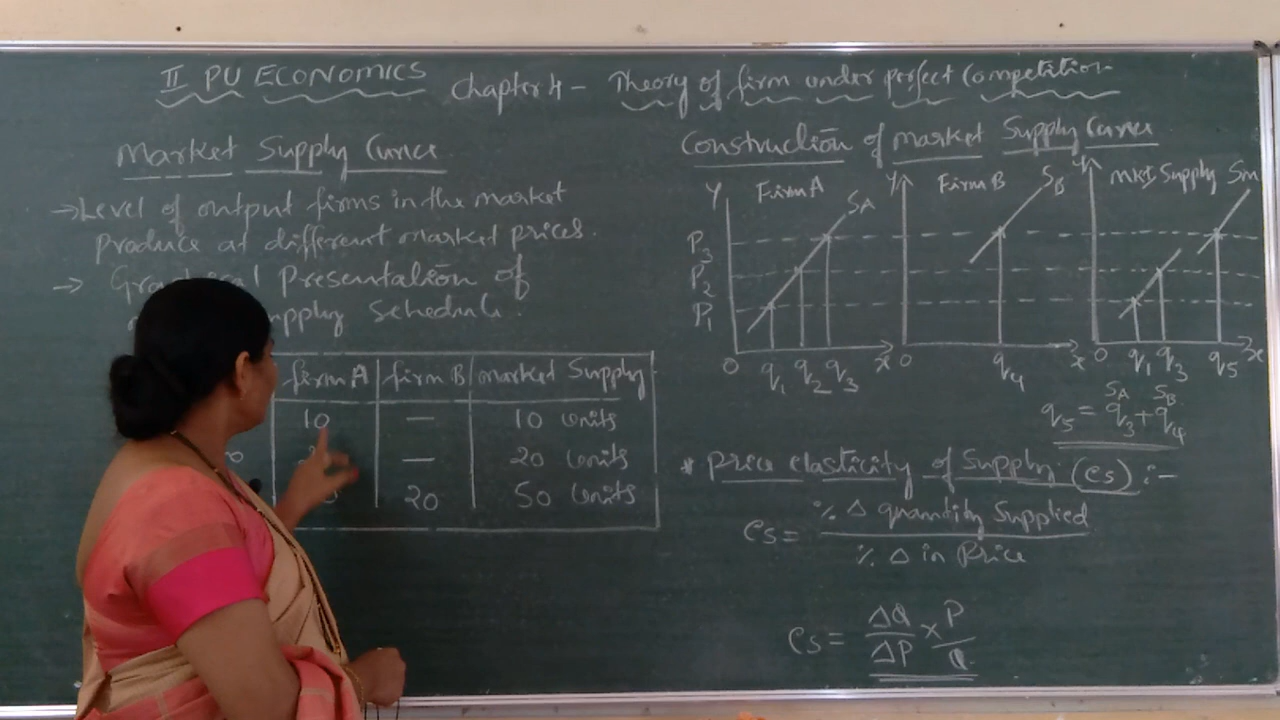 II PU ECONOMICS Chapter 4 - Theory of firm under perfect Competition
Market Supply Curve
→ Level of output firms in the market
produce at different market prices.
→ Graphical Presentation of
Supply Schedule.
firm A firm B market Supply
10 — 10 units
— 20 units
20 50 units
Construction of market Supply Curve
Y Firm A SA
P3
P2
P1
0 q1 q2 q3 x
Y Firm B SB
0 q4 x
Y mkt Supply Sm
0 q1 q3 q5 x
SA SB
q5 = q3 + q4
* Price elasticity of Supply (es) :-
es = % Δ quantity Supplied
% Δ in Price
es = ΔQ/ΔP × P/Q